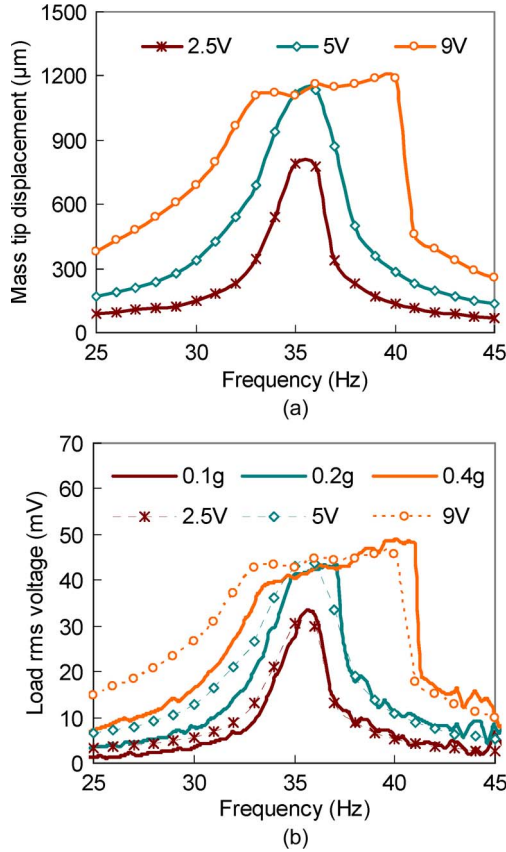 1500
2.5V 5V 9V
1200
900
600
300
0
25 30 35 40 45
Mass tip displacement (µm)
Frequency (Hz)
(a)
70
0.1g 0.2g 0.4g
60
2.5V 5V 9V
50
40
30
20
10
0
25 30 35 40 45
Load rms voltage (mV)
Frequency (Hz)
(b)